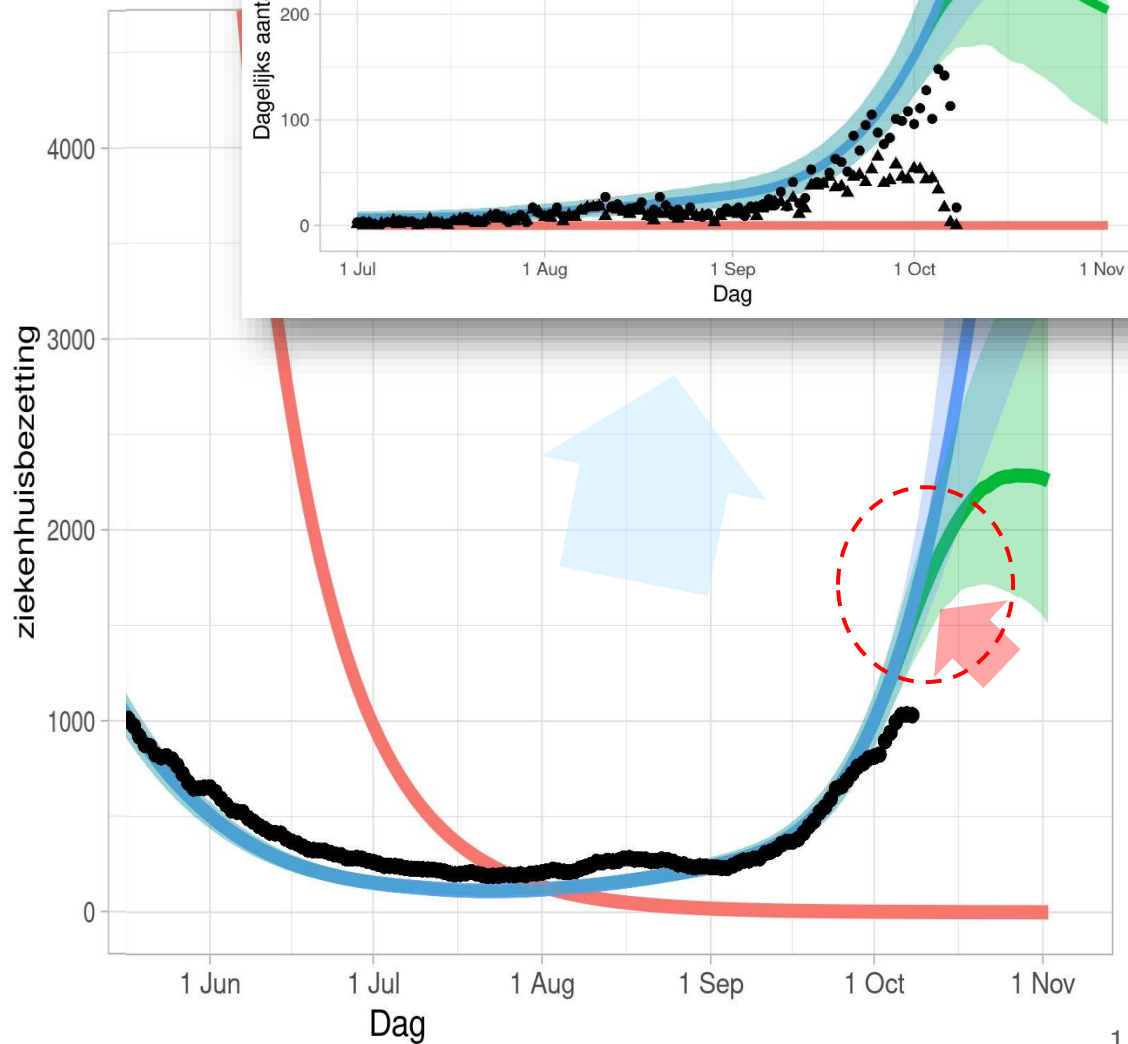 200
100
0
Dagelijks aant
1 Jul 1 Aug 1 Sep 1 Oct 1 Nov
Dag
4000
3000
2000
1000
0
ziekenhuisbezetting
1 Jun 1 Jul 1 Aug 1 Sep 1 Oct 1 Nov
Dag
1